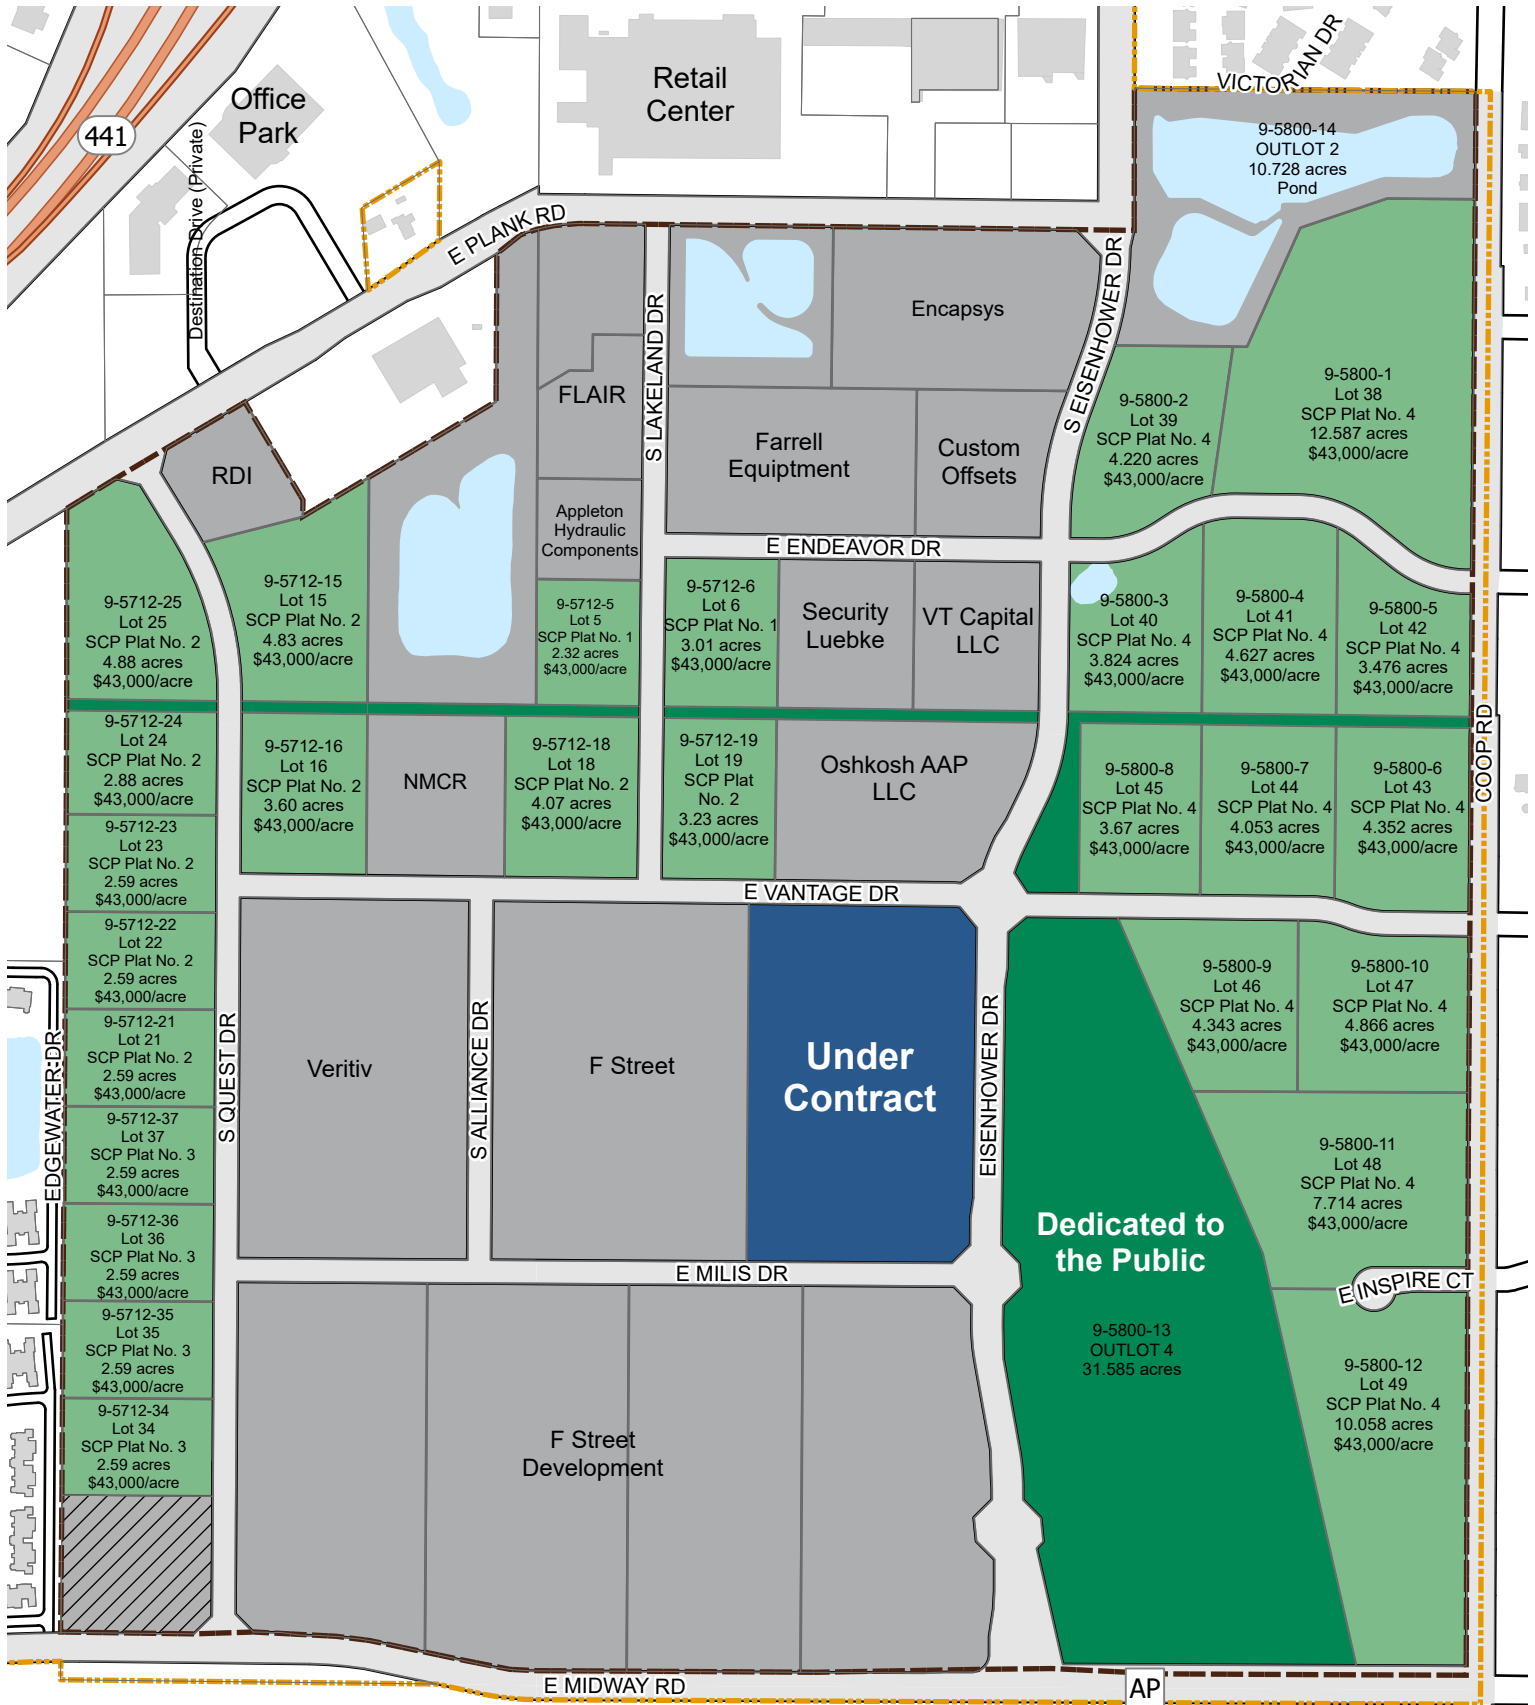 VICTORIAN DR
Retail
Center
Office
Park
441
Destination Drive (Private)
9-5800-14
OUTLOT 2
10.728 acres
Pond
E PLANK RD
S LAKELAND DR
S EISENHOWER DR
Encapsys
FLAIR
9-5800-1
Lot 38
SCP Plat No. 4
12.587 acres
$43,000/acre
9-5800-2
Lot 39
SCP Plat No. 4
4.220 acres
$43,000/acre
Farrell
Equiptment
Custom
Offsets
RDI
Appleton
Hydraulic
Components
E ENDEAVOR DR
9-5712-25
Lot 25
SCP Plat No. 2
4.88 acres
$43,000/acre
9-5712-15
Lot 15
SCP Plat No. 2
4.83 acres
$43,000/acre
9-5712-5
Lot 5
SCP Plat No. 1
2.32 acres
$43,000/acre
9-5712-6
Lot 6
SCP Plat No. 1
3.01 acres
$43,000/acre
Security
Luebke
VT Capital
LLC
9-5800-3
Lot 40
SCP Plat No. 4
3.824 acres
$43,000/acre
9-5800-4
Lot 41
SCP Plat No. 4
4.627 acres
$43,000/acre
9-5800-5
Lot 42
SCP Plat No. 4
3.476 acres
$43,000/acre
9-5712-24
Lot 24
SCP Plat No. 2
2.88 acres
$43,000/acre
9-5712-16
Lot 16
SCP Plat No. 2
3.60 acres
$43,000/acre
NMCR
9-5712-18
Lot 18
SCP Plat No. 2
4.07 acres
$43,000/acre
9-5712-19
Lot 19
SCP Plat
No. 2
3.23 acres
$43,000/acre
Oshkosh AAP
LLC
9-5800-8
Lot 45
SCP Plat No. 4
3.67 acres
$43,000/acre
9-5800-7
Lot 44
SCP Plat No. 4
4.053 acres
$43,000/acre
9-5800-6
Lot 43
SCP Plat No. 4
4.352 acres
$43,000/acre
COOP RD
9-5712-23
Lot 23
SCP Plat No. 2
2.59 acres
$43,000/acre
E VANTAGE DR
9-5712-22
Lot 22
SCP Plat No. 2
2.59 acres
$43,000/acre
9-5712-21
Lot 21
SCP Plat No. 2
2.59 acres
$43,000/acre
EDGEWATER DR
S QUEST DR
Veritiv
S ALLIANCE DR
F Street
Under
Contract
EISENHOWER DR
9-5800-9
Lot 46
SCP Plat No. 4
4.343 acres
$43,000/acre
9-5800-10
Lot 47
SCP Plat No. 4
4.866 acres
$43,000/acre
9-5712-37
Lot 37
SCP Plat No. 3
2.59 acres
$43,000/acre
9-5800-11
Lot 48
SCP Plat No. 4
7.714 acres
$43,000/acre
9-5712-36
Lot 36
SCP Plat No. 3
2.59 acres
$43,000/acre
Dedicated to
the Public
E MILIS DR
E INSPIRE CT
9-5712-35
Lot 35
SCP Plat No. 3
2.59 acres
$43,000/acre
9-5800-13
OUTLOT 4
31.585 acres
9-5800-12
Lot 49
SCP Plat No. 4
10.058 acres
$43,000/acre
9-5712-34
Lot 34
SCP Plat No. 3
2.59 acres
$43,000/acre
F Street
Development
E MIDWAY RD
AP